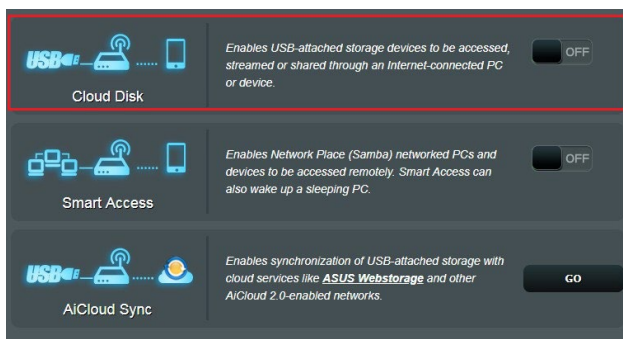 Enables USB-attached storage devices to be accessed,
streamed or shared through an Internet-connected PC
or device.
OFF
USB
Cloud Disk
Enables Network Place (Samba) networked PCs and
devices to be accessed remotely. Smart Access can
also wake up a sleeping PC.
OFF
Smart Access
Enables synchronization of USB-attached storage with
cloud services like ASUS Webstorage and other
AiCloud 2.0-enabled networks.
GO
USB
AiCloud Sync